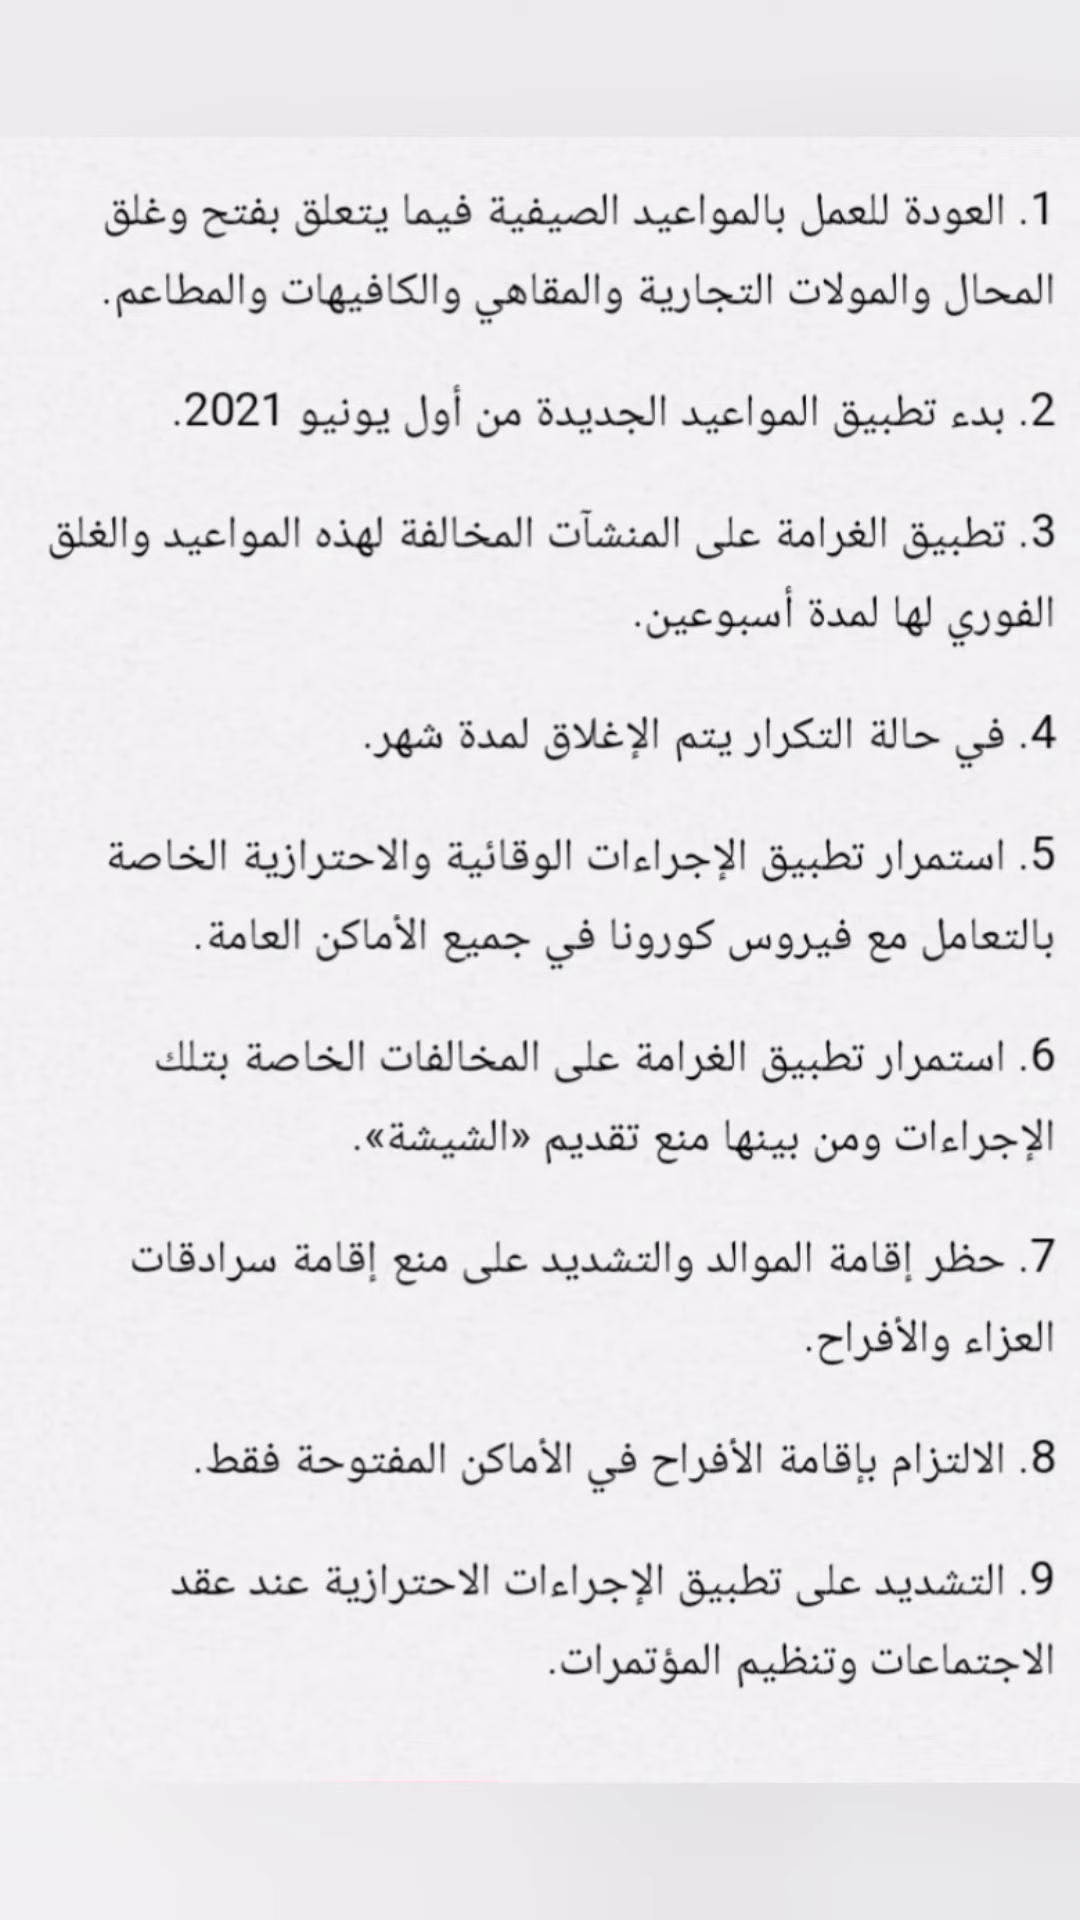 1. العودة للعمل بالمواعيد الصيفية فيما يتعلق بفتح وغلق
المحال والمولات التجارية والمقاهي والكافيهات والمطاعم.
2. بدء تطبيق المواعيد الجديدة من أول يونيو 2021.
3. تطبيق الغرامة على المنشآت المخالفة لهذه المواعيد والغلق
الفوري لها لمدة أسبوعين.
4. في حالة التكرار يتم الإغلاق لمدة شهر.
5. استمرار تطبيق الإجراءات الوقائية والاحترازية الخاصة
بالتعامل مع فيروس كورونا في جميع الأماكن العامة.
6. استمرار تطبيق الغرامة على المخالفات الخاصة بتلك
الإجراءات ومن بينها منع تقديم «الشيشة».
7. حظر إقامة الموالد والتشديد على منع إقامة سرادقات
العزاء والأفراح.
8. الالتزام بإقامة الأفراح في الأماكن المفتوحة فقط.
9. التشديد على تطبيق الإجراءات الاحترازية عند عقد
الاجتماعات وتنظيم المؤتمرات.